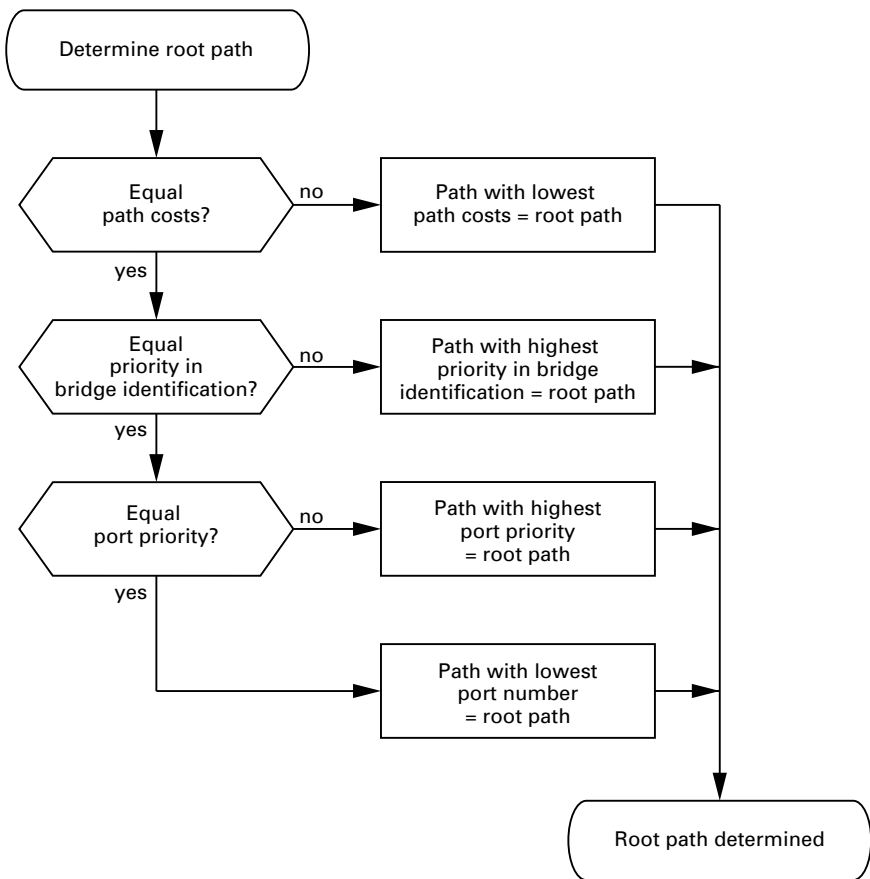 Determine root path
Equal
path costs?
no
Path with lowest
path costs = root path
yes
Equal
priority in
bridge identification?
no
Path with highest
priority in bridge
identification = root path
yes
Equal
port priority?
no
Path with highest
port priority
= root path
yes
Path with lowest
port number
= root path
Root path determined